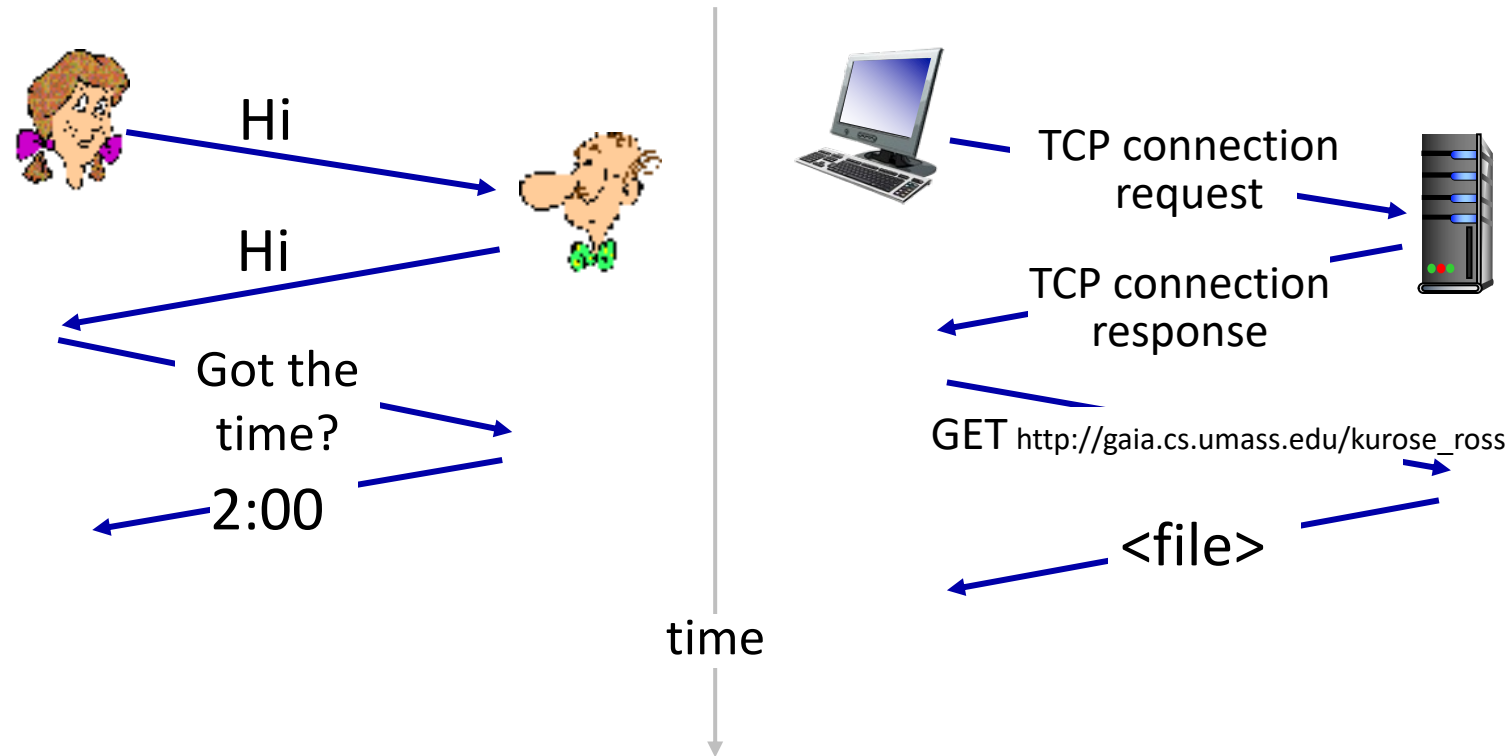 Hi
Hi
Got the
time?
2:00
TCP connection
request
TCP connection
response
GET http://gaia.cs.umass.edu/kurose_ross
<file>
time